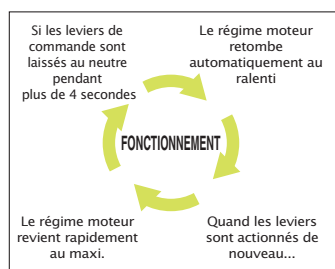 Si les leviers de
commande sont
laissés au neutre
pendant
plus de 4 secondes
Le régime moteur
retombe
automatiquement au
ralenti
FONCTIONNEMENT
Le régime moteur
revient rapidement
au maxi.
Quand les leviers
sont actionnés de
nouveau...